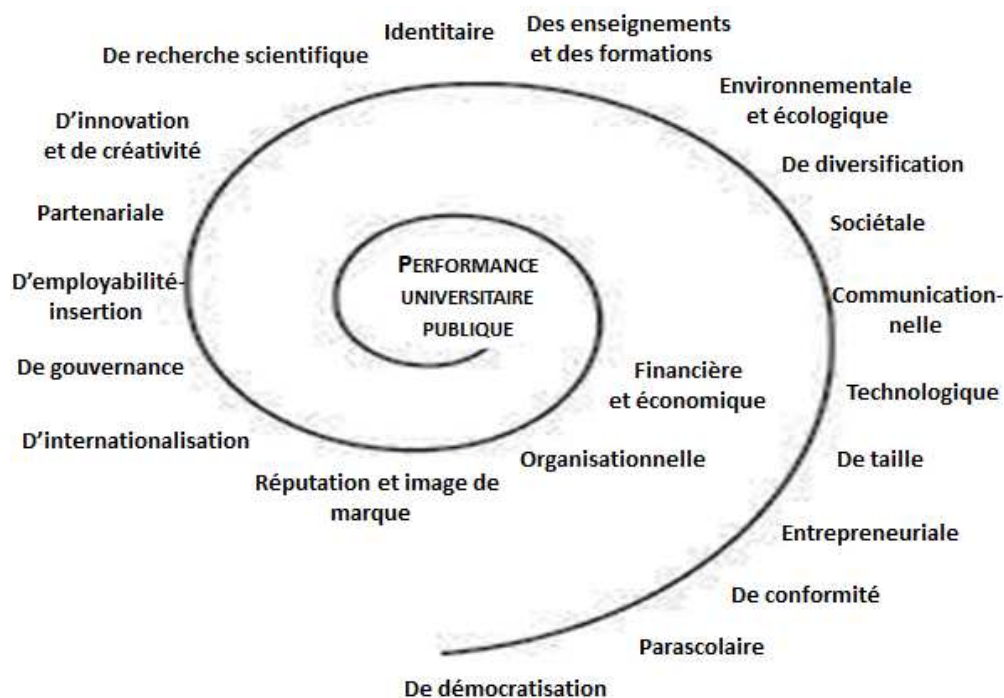 Identitaire
Des enseignements
et des formations
De recherche scientifique
Environnementale
et écologique
D'innovation
et de créativité
De diversification
Partenariale
Sociétale
PERFORMANCE
UNIVERSITAIRE
PUBLIQUE
D'employabilité-
insertion
Communication-
nelle
De gouvernance
Financière
et économique
Technologique
D'internationalisation
Organisationnelle
De taille
Réputation et image de
marque
Entrepreneuriale
De conformité
Parascolaire
De démocratisation